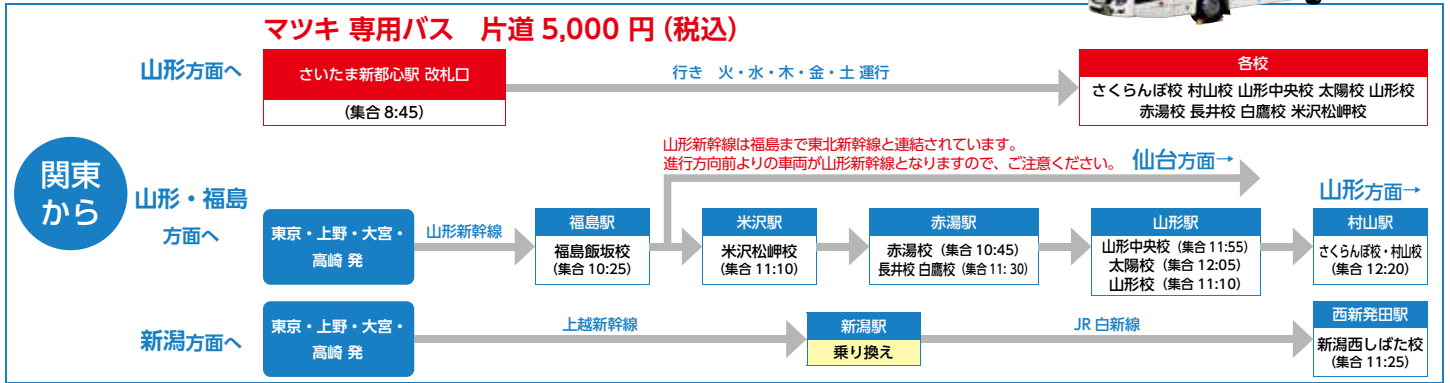 マツキ 専用バス 片道 5,000 円 (税込)
山形方面へ
さいたま新都心駅 改札口
(集合 8:45)
行き 火・水・木・金・土 運行
各校
さくらんぼ校 村山校 山形中央校 太陽校 山形校
赤湯校 長井校 白鷹校 米沢松岬校
関東
から
山形・福島
方面へ
東京・上野・大宮・
高崎 発
山形新幹線
山形新幹線は福島まで東北新幹線と連結されています。
進行方向前よりの車両が山形新幹線となりますので、ご注意ください。
仙台方面→
山形方面→
福島駅
福島飯坂校
(集合 10:25)
米沢駅
米沢松岬校
(集合 11:10)
赤湯駅
赤湯校 (集合 10:45)
長井校 白鷹校 (集合 11: 30)
山形駅
山形中央校 (集合 11:55)
太陽校 (集合 12:05)
山形校 (集合 11:10)
村山駅
さくらんぼ校・村山校
(集合 12:20)
新潟方面へ
東京・上野・大宮・
高崎 発
上越新幹線
新潟駅
乗り換え
JR 白新線
西新発田駅
新潟西しばた校
(集合 11:25)